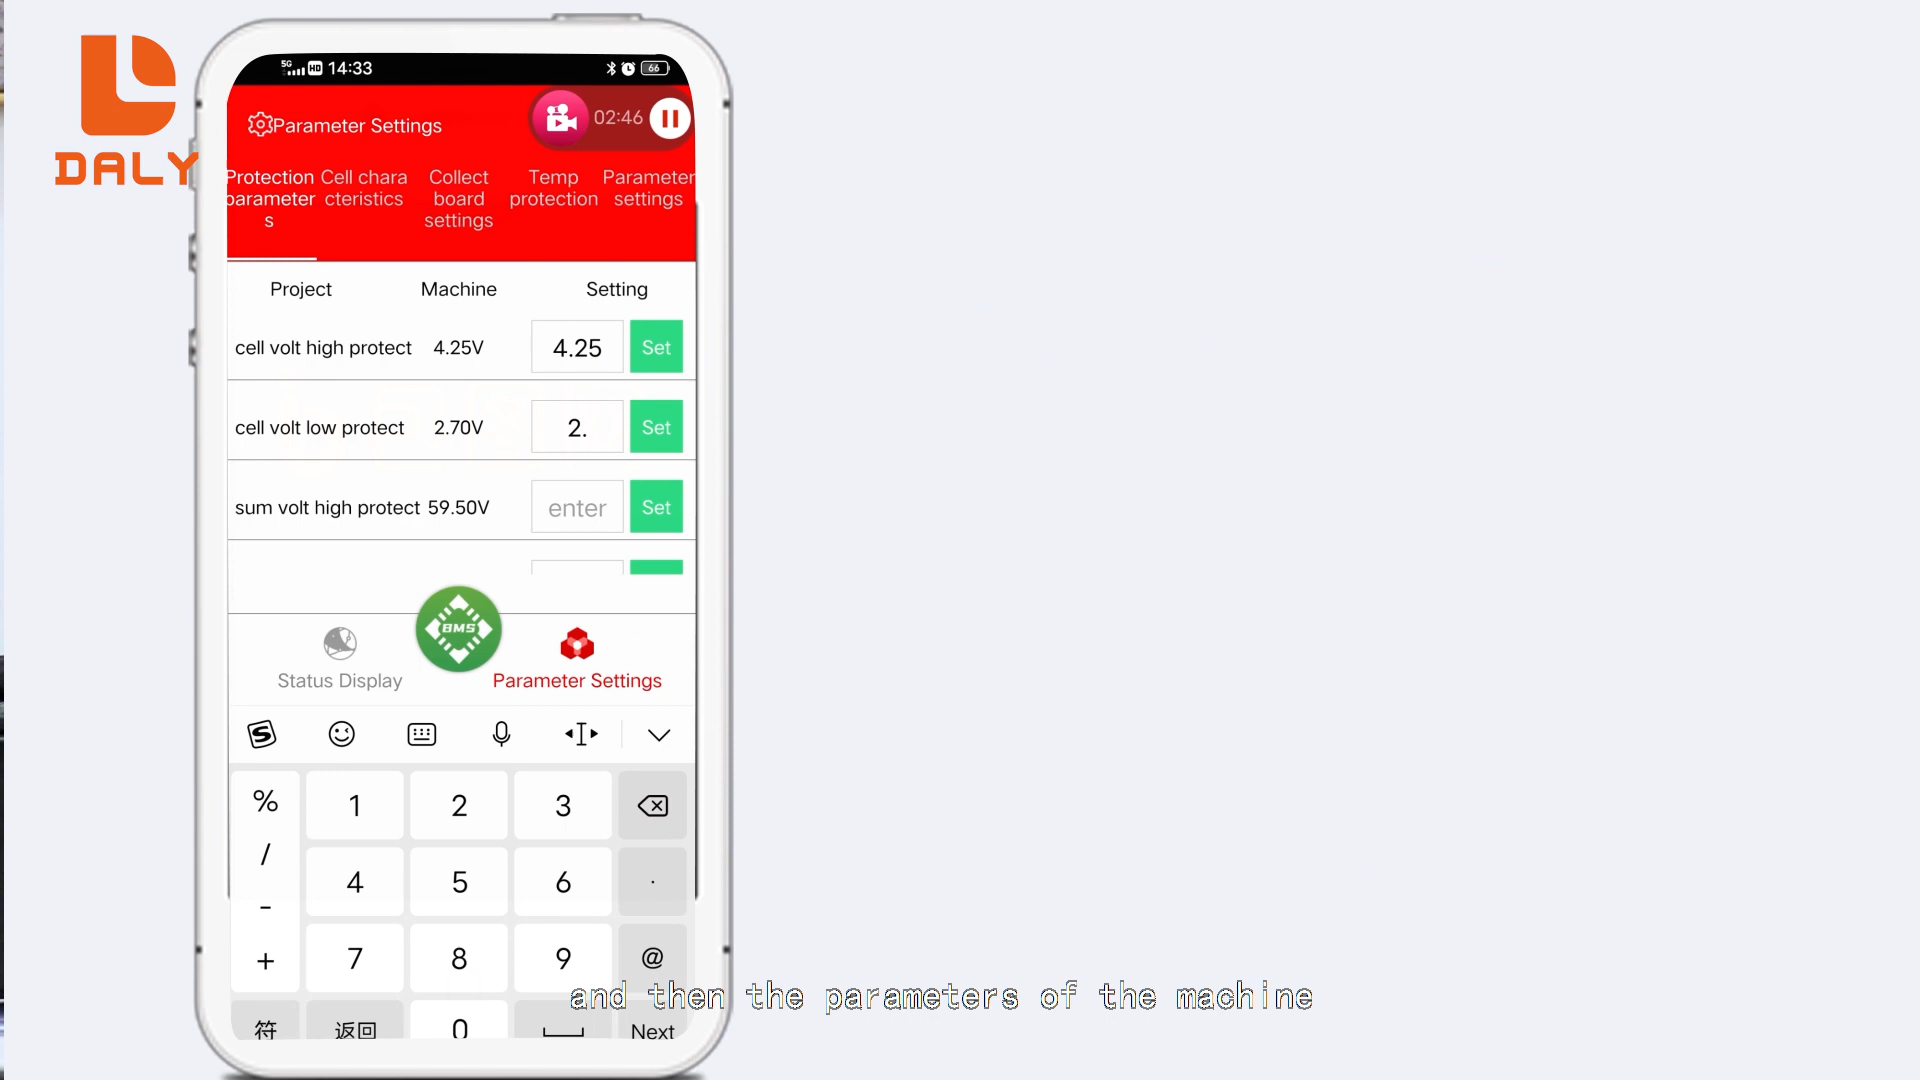 DALY
5G HD 14:33 66
Parameter Settings 02:46
Protection parameter s
Cell chara cteristics
Collect board settings
Temp protection
Parameter settings
Project Machine Setting
cell volt high protect 4.25V 4.25 Set
cell volt low protect 2.70V 2. Set
sum volt high protect 59.50V enter Set
BMS
Status Display Parameter Settings
S
% 1 2 3
/ 4 5 6 .
-
+ 7 8 9 @
and then the parameters of the machine
符 返回 0 Next